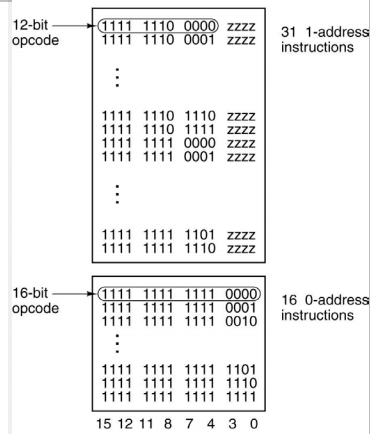 12-bit opcode
1111 1110 0000 zzzz
1111 1110 0001 zzzz
31 1-address instructions
1111 1110 1110 zzzz
1111 1110 1111 zzzz
1111 1111 0000 zzzz
1111 1111 0001 zzzz
1111 1111 1101 zzzz
1111 1111 1110 zzzz
16-bit opcode
1111 1111 1111 0000
1111 1111 1111 0001
1111 1111 1111 0010
16 0-address instructions
1111 1111 1111 1101
1111 1111 1111 1110
1111 1111 1111 1111
15 12 11 8 7 4 3 0